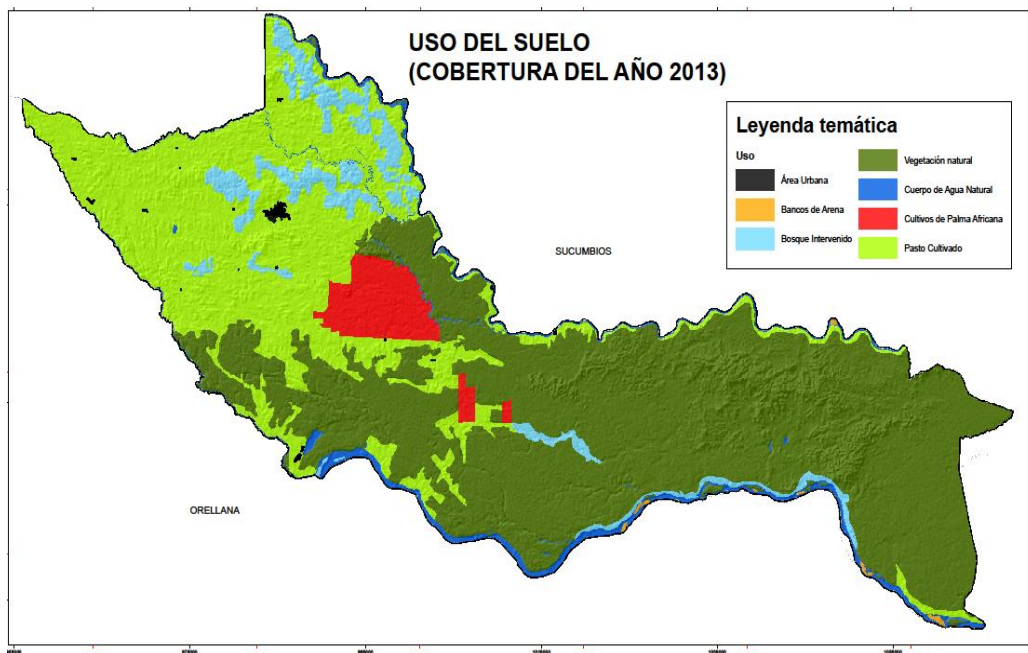 USO DEL SUELO
(COBERTURA DEL AÑO 2013)
Leyenda temática
Uso
Área Urbana
Bancos de Arena
Bosque Intervenido
Vegetación natural
Cuerpo de Agua Natural
Cultivos de Palma Africana
Pasto Cultivado
SUCUMBIOS
ORELLANA